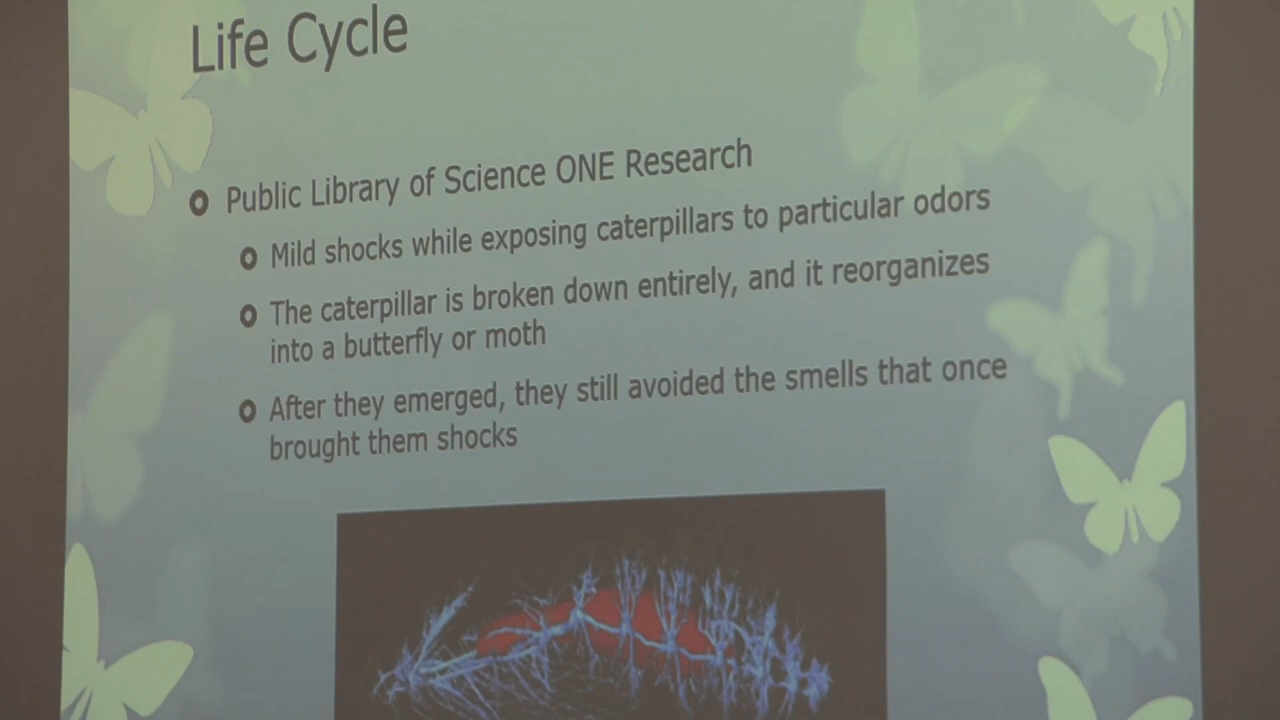 Life Cycle
Public Library of Science ONE Research
Mild shocks while exposing caterpillars to particular odors
The caterpillar is broken down entirely, and it reorganizes
into a butterfly or moth
After they emerged, they still avoided the smells that once
brought them shocks